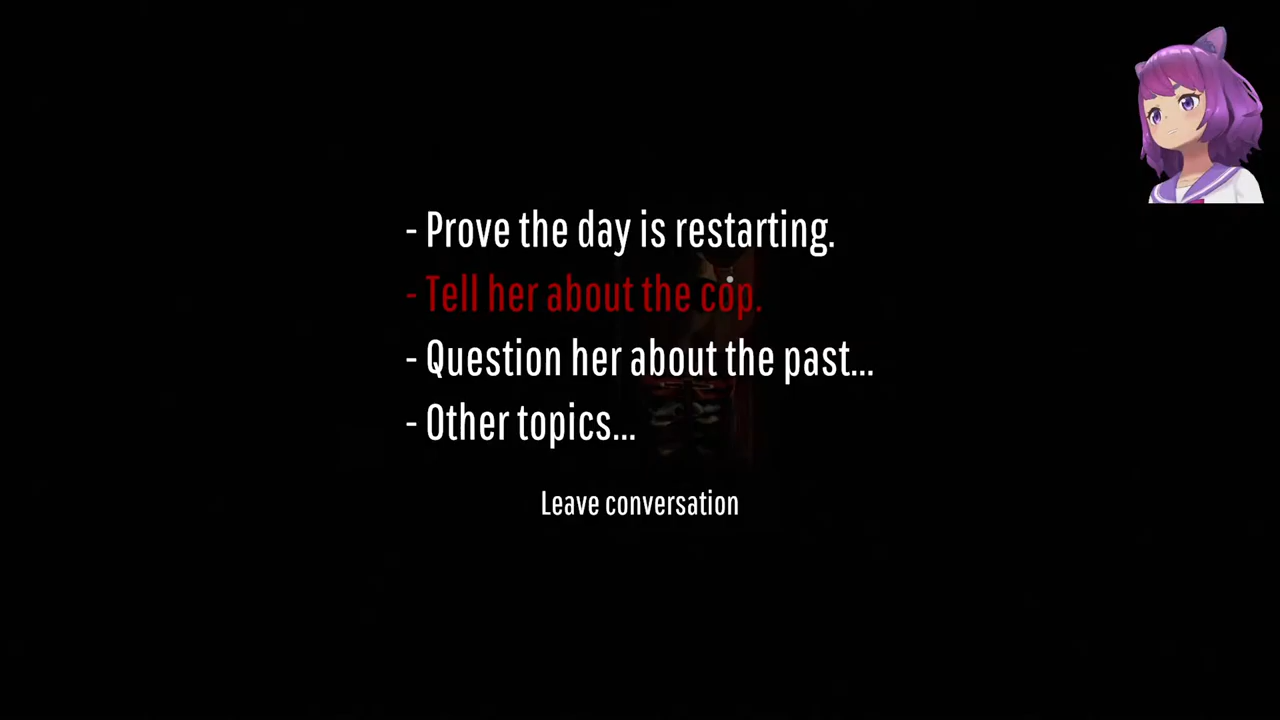 - Prove the day is restarting.
- Tell her about the cop.
- Question her about the past...
- Other topics...
Leave conversation